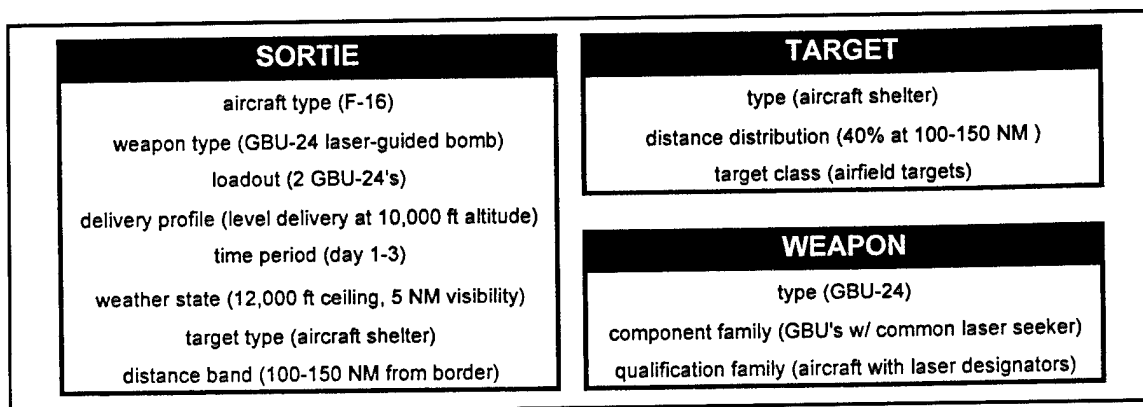 SORTIE
aircraft type (F-16)
weapon type (GBU-24 laser-guided bomb)
loadout (2 GBU-24's)
delivery profile (level delivery at 10,000 ft altitude)
time period (day 1-3)
weather state (12,000 ft ceiling, 5 NM visibility)
target type (aircraft shelter)
distance band (100-150 NM from border)
TARGET
type (aircraft shelter)
distance distribution (40% at 100-150 NM )
target class (airfield targets)
WEAPON
type (GBU-24)
component family (GBU's w/ common laser seeker)
qualification family (aircraft with laser designators)